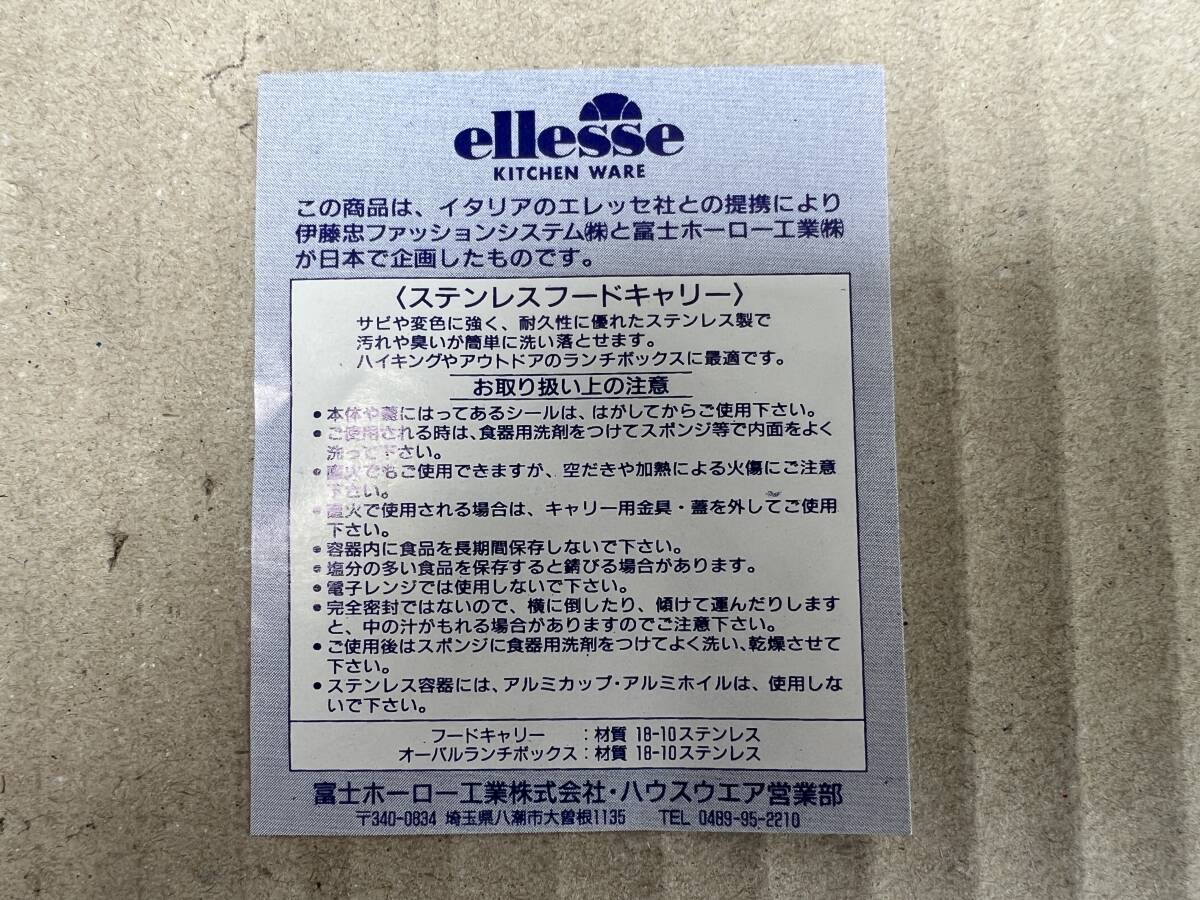 ellesse
KITCHEN WARE
この商品は、イタリアのエレッセ社との提携により
伊藤忠ファッションシステム㈱と富士ホーロー工業㈱
が日本で企画したものです。
〈ステンレスフードキャリー〉
サビや変色に強く、耐久性に優れたステンレス製で
汚れや臭いが簡単に洗い落とせます。
ハイキングやアウトドアのランチボックスに最適です。
お取り扱い上の注意
●本体や蓋にはってあるシールは、はがしてからご使用下さい。
●ご使用される時は、食器用洗剤をつけてスポンジ等で内面をよく
洗って下さい。
●直火でもご使用できますが、空だきや加熱による火傷にご注意
下さい。
●直火で使用される場合は、キャリー用金具・蓋を外してご使用
下さい。
●容器内に食品を長期間保存しないで下さい。
●塩分の多い食品を保存すると錆びる場合があります。
●電子レンジでは使用しないで下さい。
●完全密封ではないので、横に倒したり、傾けて運んだりします
と、中の汁がもれる場合がありますのでご注意下さい。
●ご使用後はスポンジに食器用洗剤をつけてよく洗い、乾燥させて
下さい。
●ステンレス容器には、アルミカップ・アルミホイルは、使用しな
いで下さい。
フードキャリー :材質 18-10ステンレス
オーバルランチボックス:材質 18-10ステンレス
富士ホーロー工業株式会社・ハウスウエア営業部
〒340-0834 埼玉県八潮市大曽根1135 TEL 0489-95-2210